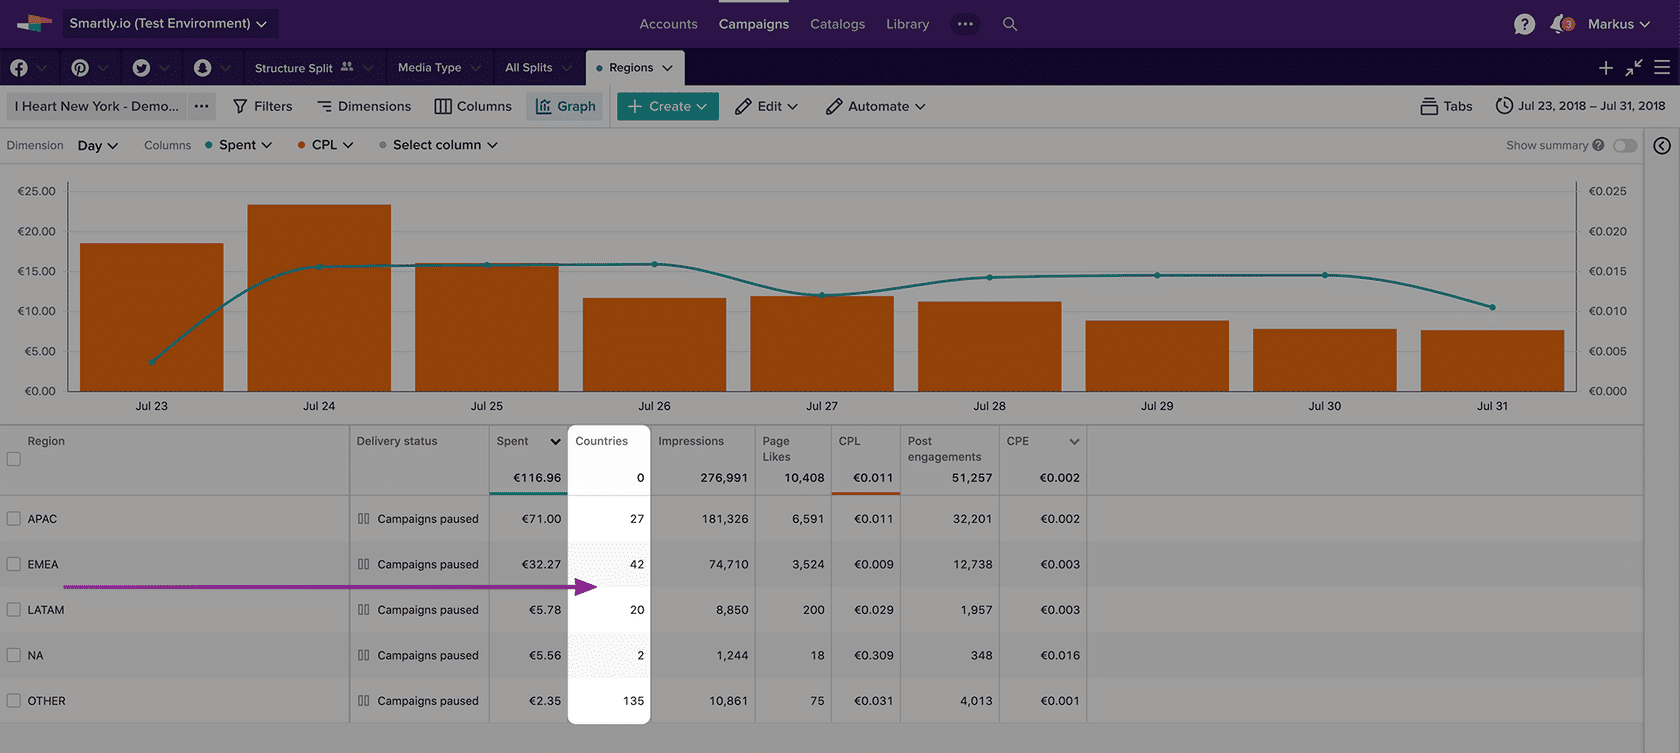 Smartly.io (Test Environment)
Accounts Campaigns Catalogs Library
? 3 Markus
Structure Split Media Type All Splits Regions
I Heart New York - Demo... Filters Dimensions Columns Graph + Create Edit Automate Tabs Jul 23, 2018 – Jul 31, 2018
Dimension Day Columns Spent CPL Select column Show summary ?
€25.00 €0.025
€20.00 €0.020
€15.00 €0.015
€10.00 €0.010
€5.00 €0.005
€0.00 €0.000
Jul 23 Jul 24 Jul 25 Jul 26 Jul 27 Jul 28 Jul 29 Jul 30 Jul 31
Region Delivery status Spent Countries Impressions Page Likes CPL Post engagements CPE
€116.96 0 276,991 10,408 €0.011 51,257 €0.002
APAC Campaigns paused €71.00 27 181,326 6,591 €0.011 32,201 €0.002
EMEA Campaigns paused €32.27 42 74,710 3,524 €0.009 12,738 €0.003
LATAM Campaigns paused €5.78 20 8,850 200 €0.029 1,957 €0.003
NA Campaigns paused €5.56 2 1,244 18 €0.309 348 €0.016
OTHER Campaigns paused €2.35 135 10,861 75 €0.031 4,013 €0.001